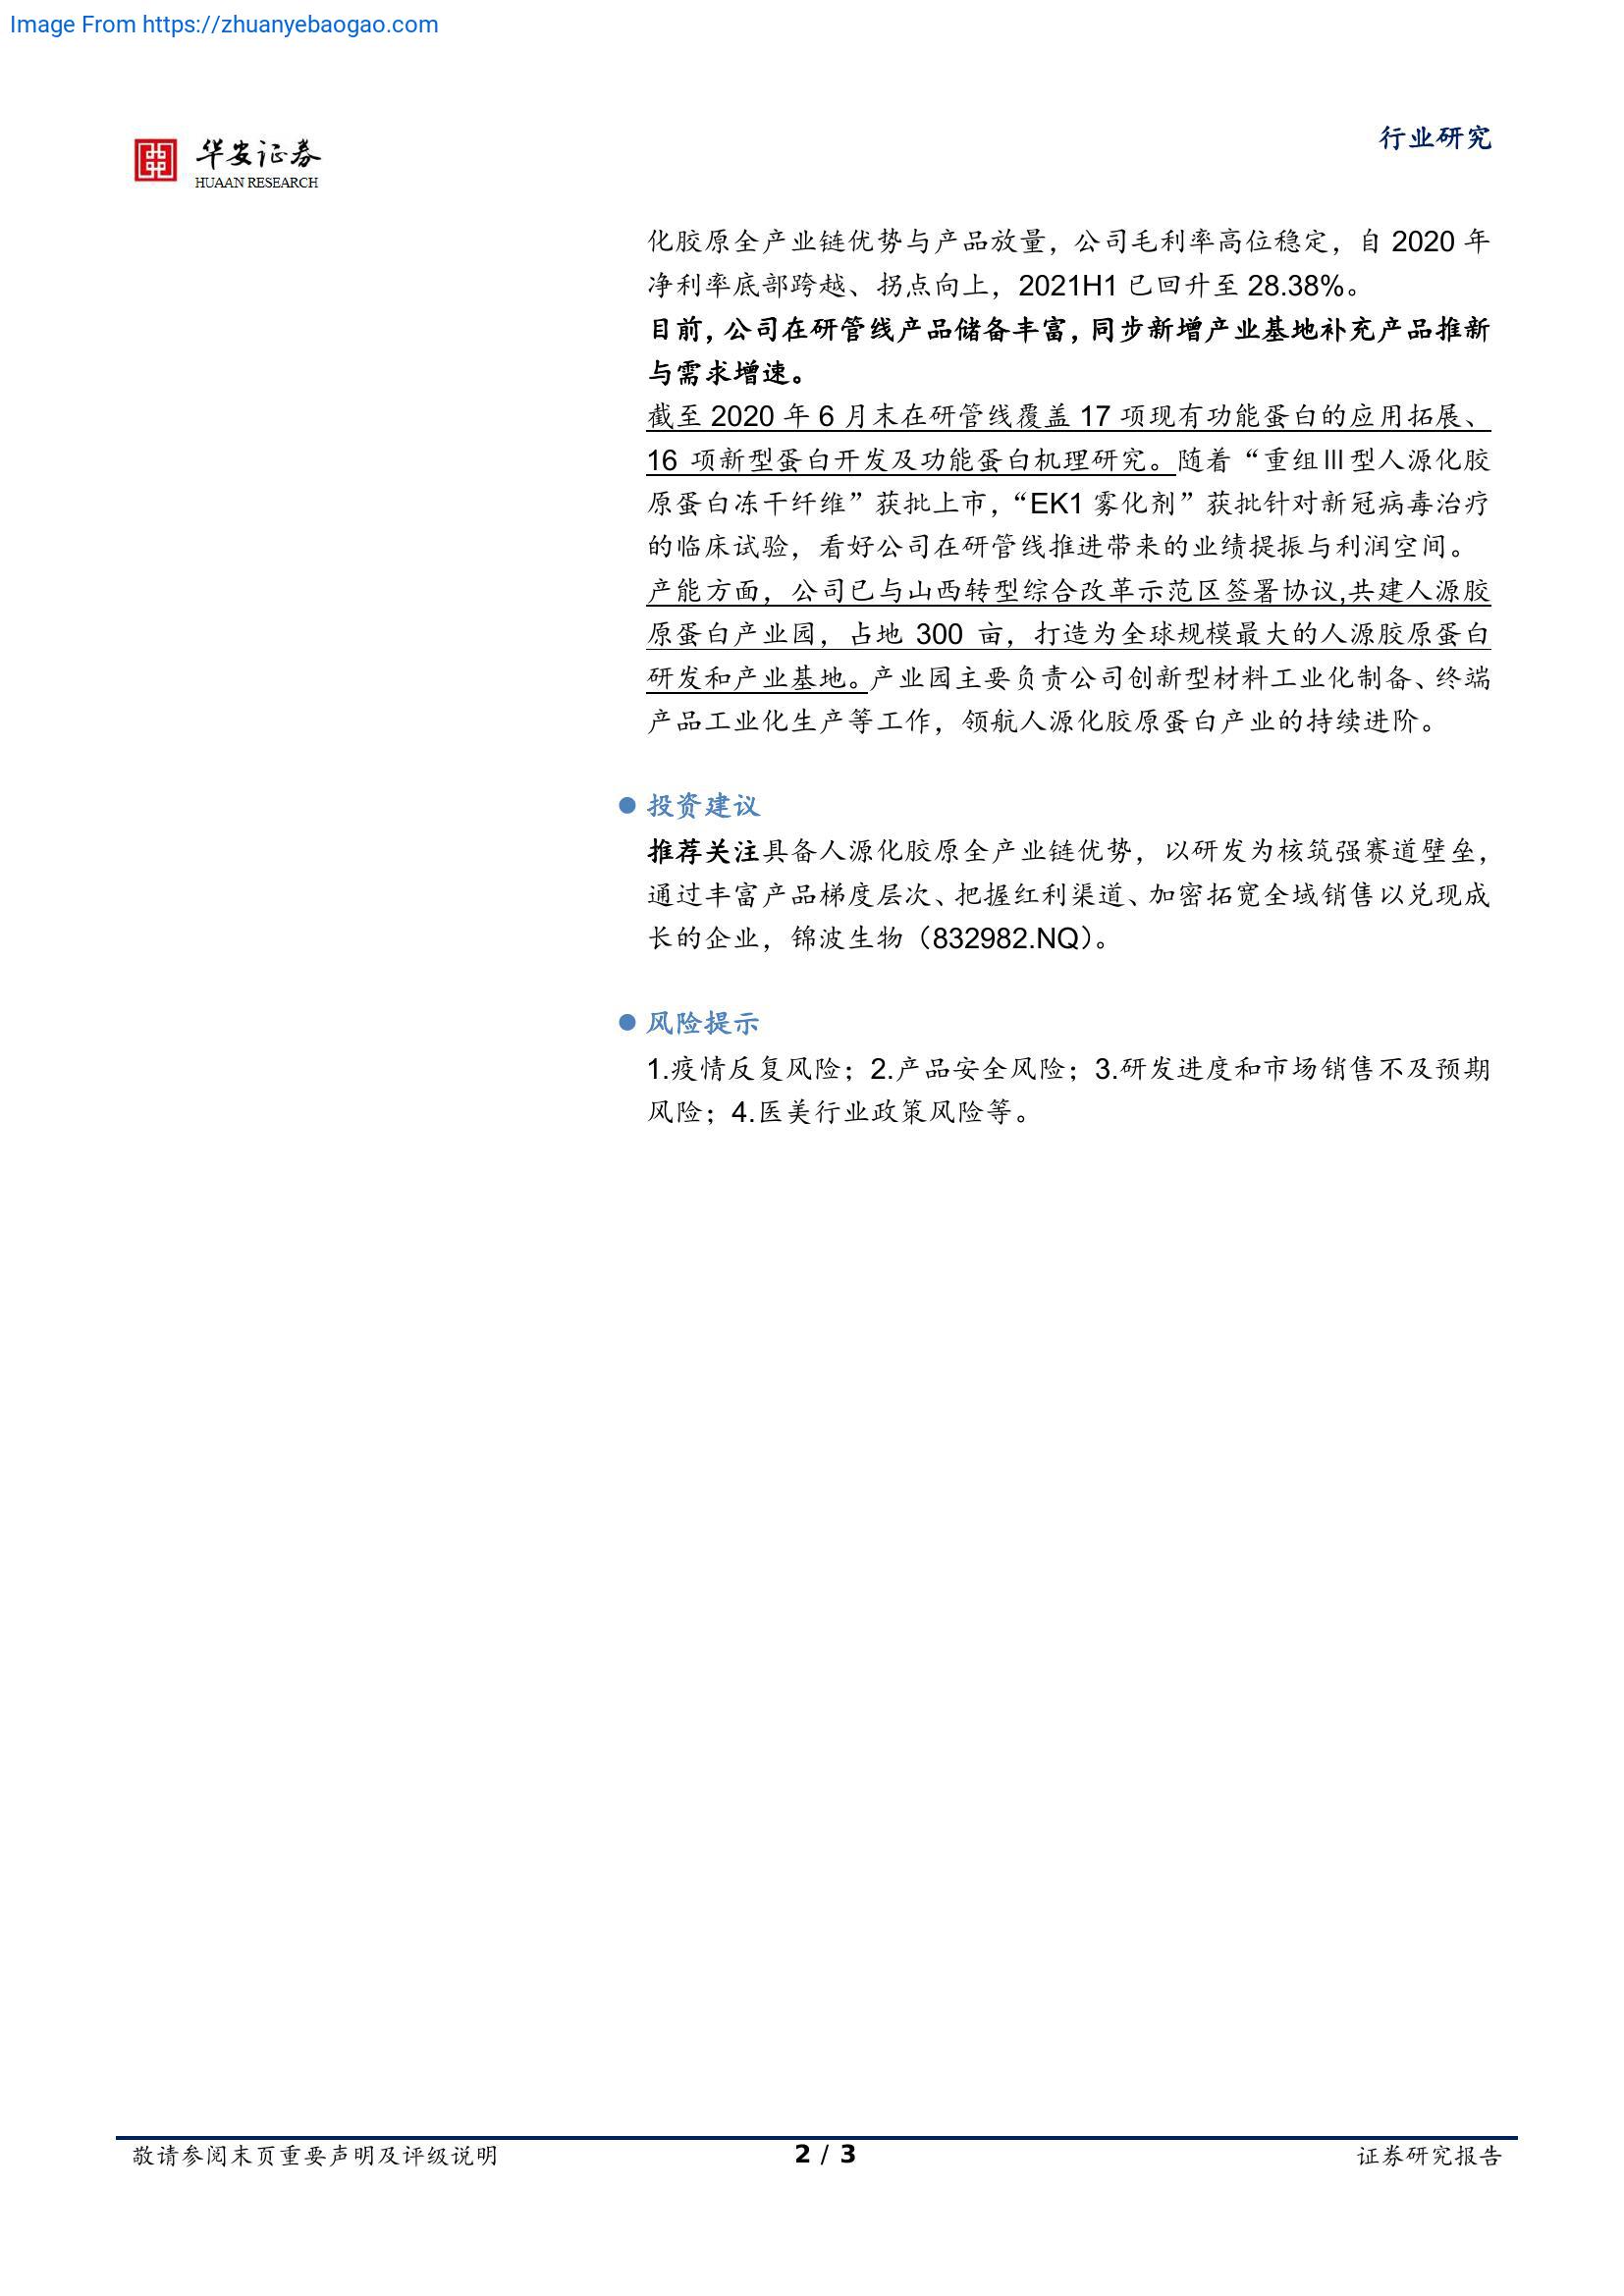 Image From https://zhuanyebaogao.com
华安证券
HUAAN RESEARCH
行业研究
化胶原全产业链优势与产品放量，公司毛利率高位稳定，自 2020 年
净利率底部跨越、拐点向上，2021H1 已回升至 28.38%。
目前，公司在研管线产品储备丰富，同步新增产业基地补充产品推新
与需求增速。
截至 2020 年 6 月末在研管线覆盖 17 项现有功能蛋白的应用拓展、
16 项新型蛋白开发及功能蛋白机理研究。随着“重组Ⅲ型人源化胶
原蛋白冻干纤维”获批上市，“EK1 雾化剂”获批针对新冠病毒治疗
的临床试验，看好公司在研管线推进带来的业绩提振与利润空间。
产能方面，公司已与山西转型综合改革示范区签署协议,共建人源胶
原蛋白产业园，占地 300 亩，打造为全球规模最大的人源胶原蛋白
研发和产业基地。产业园主要负责公司创新型材料工业化制备、终端
产品工业化生产等工作，领航人源化胶原蛋白产业的持续进阶。
● 投资建议
推荐关注具备人源化胶原全产业链优势，以研发为核筑强赛道壁垒，
通过丰富产品梯度层次、把握红利渠道、加密拓宽全域销售以兑现成
长的企业，锦波生物（832982.NQ）。
● 风险提示
1.疫情反复风险；2.产品安全风险；3.研发进度和市场销售不及预期
风险；4.医美行业政策风险等。
敬请参阅末页重要声明及评级说明
2 / 3
证券研究报告